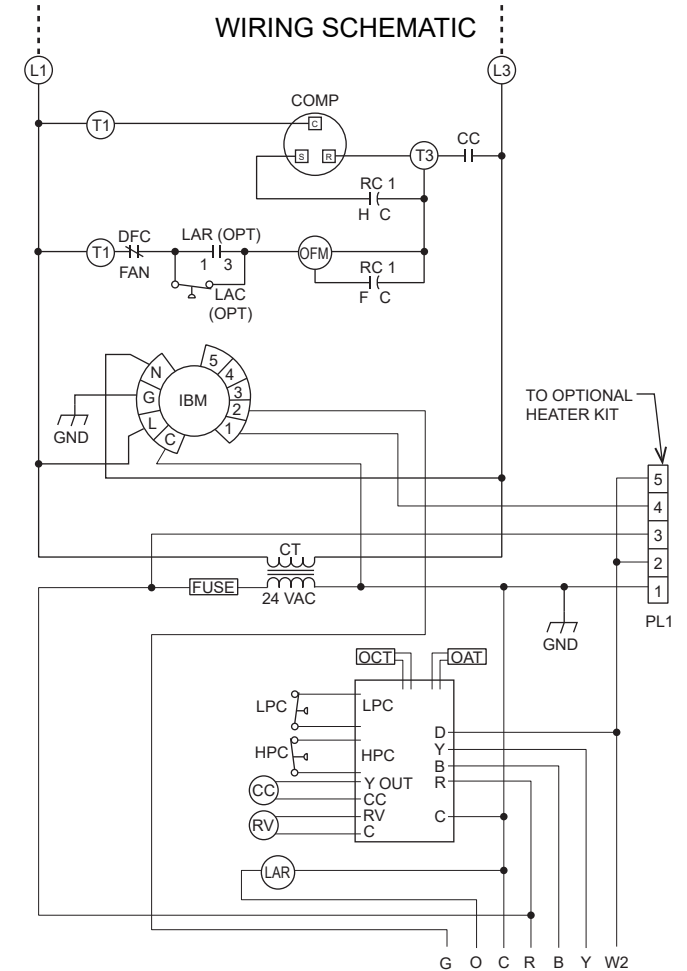 WIRING SCHEMATIC
L1
L3
COMP
T1
C
S
R
T3
CC
RC 1
H C
T1
DFC
FAN
LAR (OPT)
1 3
LAC
(OPT)
OFM
RC 1
F C
N
G
L
C
IBM
5
4
3
2
1
GND
TO OPTIONAL
HEATER KIT
5
4
3
2
1
PL1
CT
FUSE
24 VAC
GND
OCT
OAT
LPC
LPC
HPC
HPC
D
Y
B
R
C
CC
Y OUT
CC
RV
RV
C
LAR
G O C R B Y W2